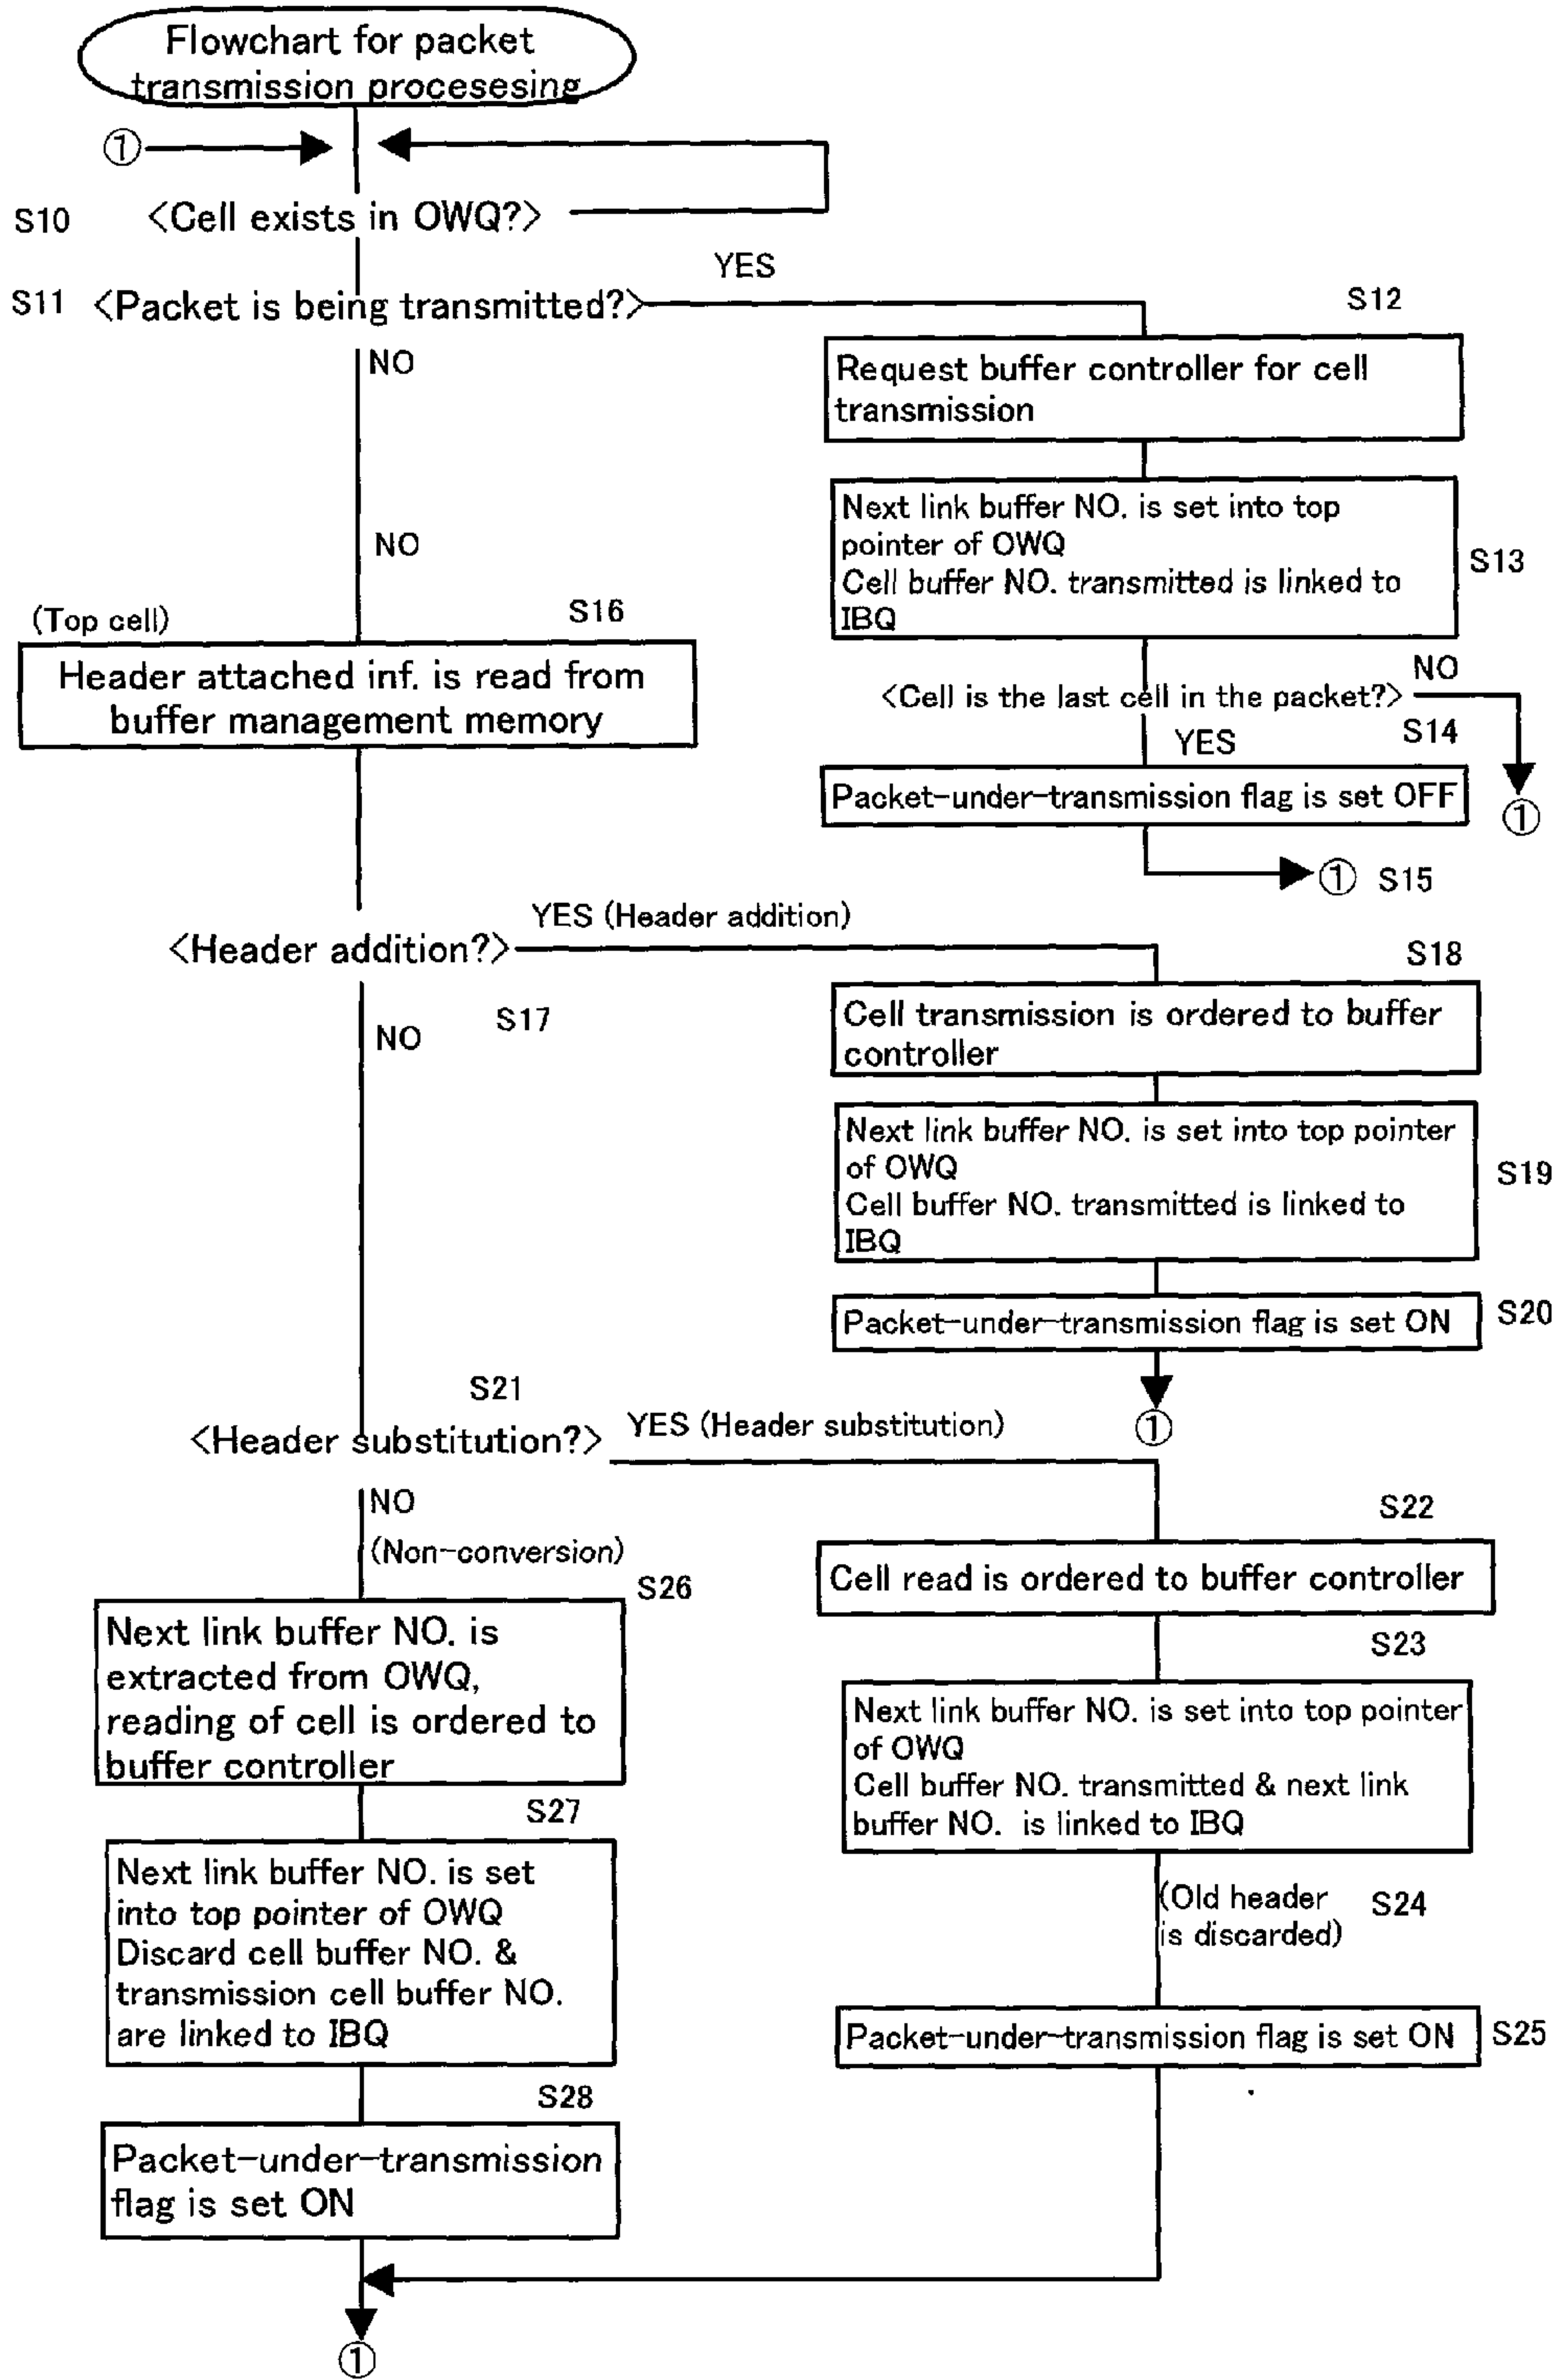 Flowchart for packet
transmission procesesing
①
S10 <Cell exists in OWQ?>
YES
S11 <Packet is being transmitted?>
S12
NO
Request buffer controller for cell
transmission
Next link buffer NO. is set into top
pointer of OWQ
Cell buffer NO. transmitted is linked to
IBQ
S13
NO
(Top cell)
S16
Header attached inf. is read from
buffer management memory
NO
<Cell is the last cell in the packet?>
S14
YES
Packet-under-transmission flag is set OFF
①
① S15
YES (Header addition)
<Header addition?>
S18
S17
NO
Cell transmission is ordered to buffer
controller
Next link buffer NO. is set into top pointer
of OWQ
Cell buffer NO. transmitted is linked to
IBQ
S19
Packet-under-transmission flag is set ON
S20
①
S21
<Header substitution?>
YES (Header substitution)
NO
(Non-conversion)
S22
Cell read is ordered to buffer controller
S26
Next link buffer NO. is
extracted from OWQ,
reading of cell is ordered to
buffer controller
S23
Next link buffer NO. is set into top pointer
of OWQ
Cell buffer NO. transmitted & next link
buffer NO. is linked to IBQ
S27
Next link buffer NO. is set
into top pointer of OWQ
Discard cell buffer NO. &
transmission cell buffer NO.
are linked to IBQ
(Old header
is discarded)
S24
Packet-under-transmission flag is set ON
S25
S28
Packet-under-transmission
flag is set ON
①